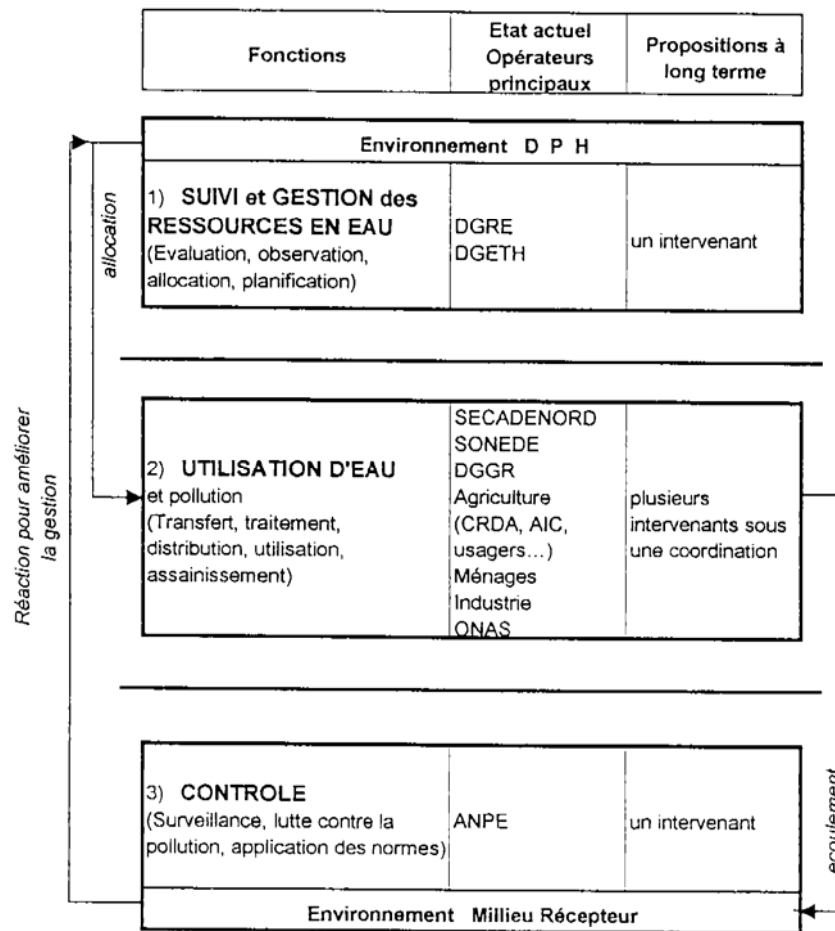 Fonctions
Etat actuel
Opérateurs
principaux
Propositions à
long terme
Environnement D P H
allocation
1) SUIVI et GESTION des
RESSOURCES EN EAU
(Evaluation, observation,
allocation, planification)
DGRE
DGETH
un intervenant
Réaction pour améliorer
la gestion
2) UTILISATION D'EAU
et pollution
(Transfert, traitement,
distribution, utilisation,
assainissement)
SECADENORD
SONEDE
DGGR
Agriculture
(CRDA, AIC,
usagers...)
Ménages
Industrie
ONAS
plusieurs
intervenants sous
une coordination
3) CONTROLE
(Surveillance, lutte contre la
pollution, application des normes)
ANPE
un intervenant
ecoulement
Environnement Millieu Récepteur